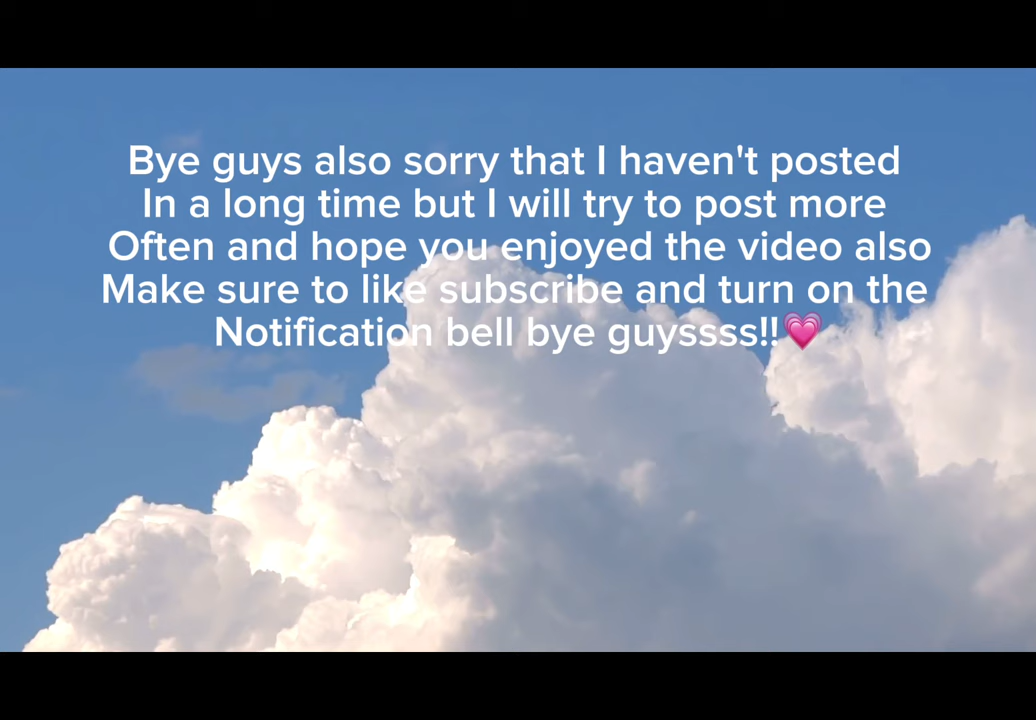 Bye guys also sorry that I haven't posted
In a long time but I will try to post more
Often and hope you enjoyed the video also
Make sure to like subscribe and turn on the
Notification bell bye guyssss!!💗